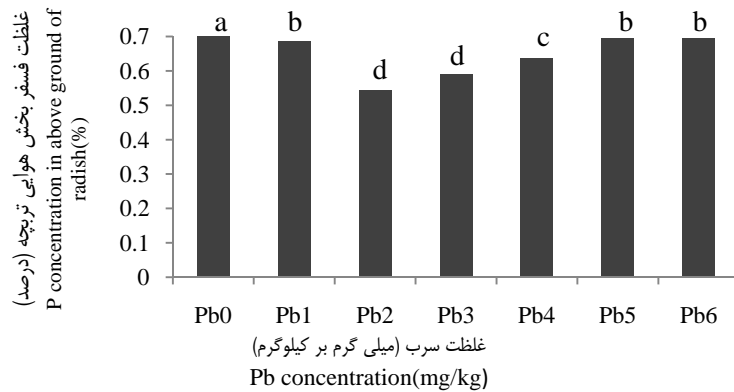 غلظت فسفر بخش هوایی تربچه (درصد)
P concentration in above ground of
radish(%)
0.7
0.6
0.5
0.4
0.3
0.2
0.1
0
a
b
d
d
c
b
b
Pb0
Pb1
Pb2
Pb3
Pb4
Pb5
Pb6
غلظت سرب (میلی گرم بر کیلوگرم)
Pb concentration(mg/kg)